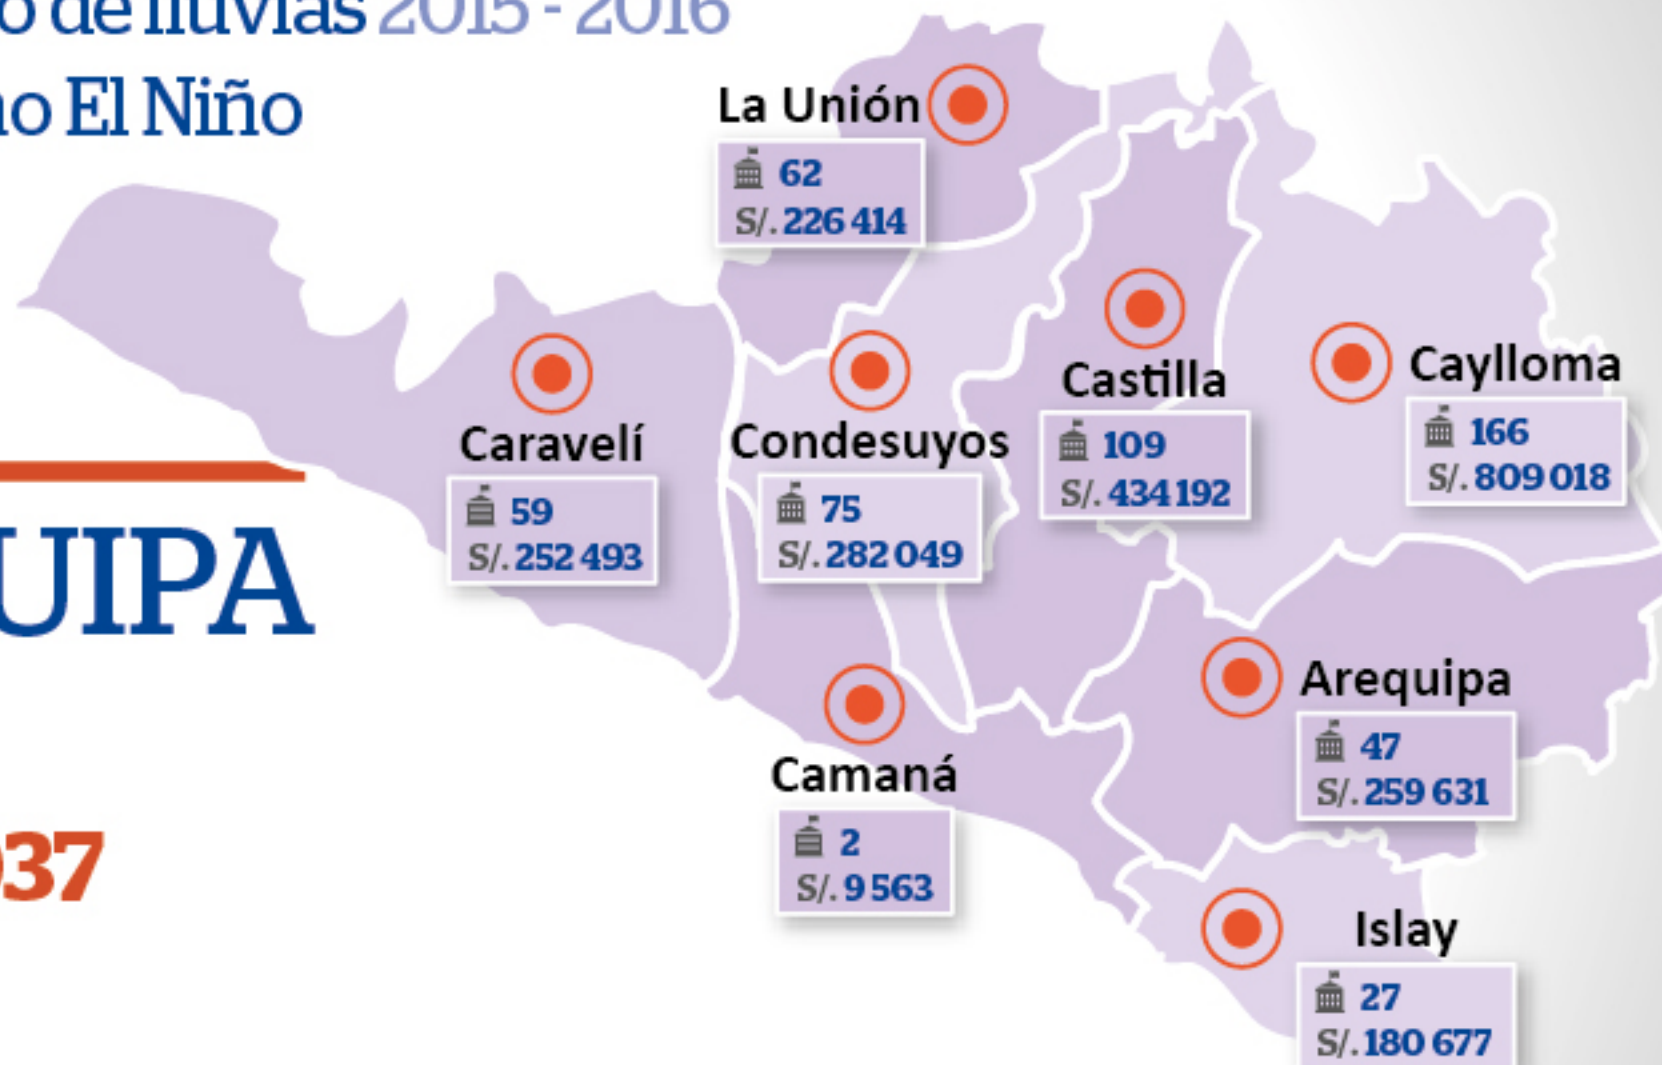 o de lluvias 2015 - 2016
no El Niño
La Unión
62
S/. 226 414
Castilla
109
S/. 434 192
Caylloma
166
S/. 809 018
Caravelí
59
S/. 252 493
Condesuyos
75
S/. 282 049
UIPA
Arequipa
47
S/. 259 631
Camaná
2
S/. 9 563
037
Islay
27
S/. 180 677